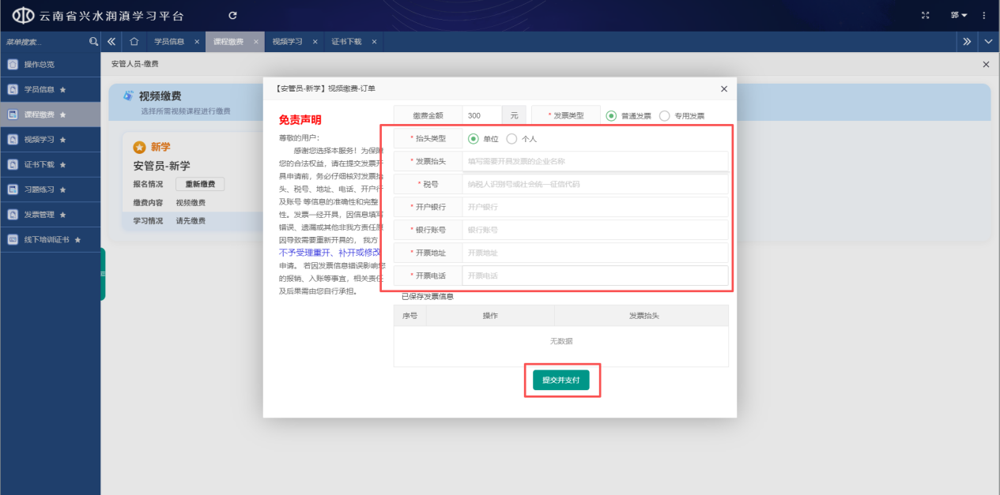 云南省兴水润滇学习平台
郭
菜单搜索...
学员信息 ×
课程缴费 ×
视频学习 ×
证书下载 ×
操作总览
学员信息 ★
课程缴费 ★
视频学习 ★
证书下载 ★
习题练习 ★
发票管理 ★
线下培训证书 ★
安管人员-缴费
视频缴费
选择所需视频课程进行缴费
新学
安管员-新学
报名情况 重新缴费
缴费内容 视频缴费
学习情况 请先缴费
【安管员-新学】视频缴费-订单
免责声明
尊敬的用户：
感谢您选择本服务！为保障
您的合法权益，请在提交发票开
具申请前，务必仔细核对发票抬
头、税号、地址、电话、开户行
及账号 等信息的准确性和完整
性。发票一经开具，因信息填写
错误、遗漏或其他非我方责任原
因导致需要重新开具的， 我方
不予受理重开、补开或修改
申请。 若因发票信息错误影响您
的报销、入账等事宜，相关责任
及后果需由您自行承担。
缴费金额 300 元 * 发票类型 普通发票 专用发票
* 抬头类型 单位 个人
* 发票抬头 填写需要开具发票的企业名称
* 税号 纳税人识别号或社会统一征信代码
* 开户银行 开户银行
* 银行账号 银行账号
* 开票地址 开票地址
* 开票电话 开票电话
已保存发票信息
序号 操作 发票抬头
无数据
提交并支付